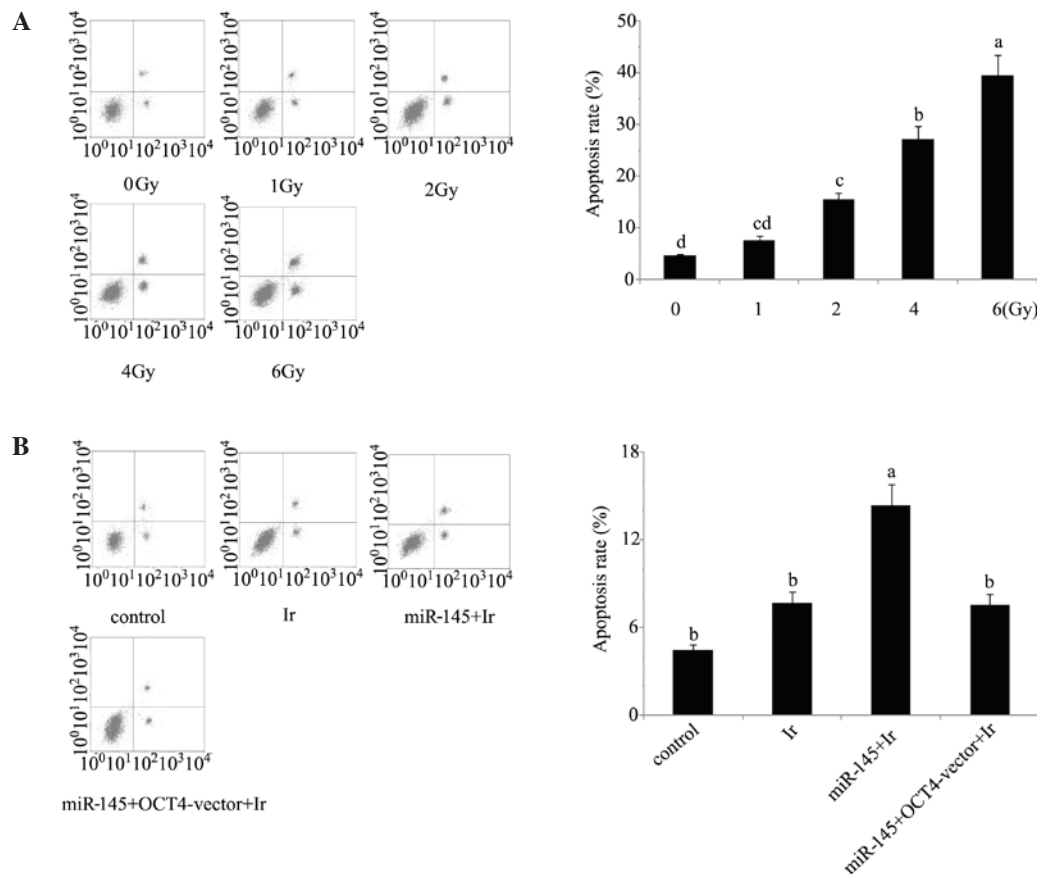 A
10⁰10¹10²10³10⁴
10⁰10¹10²10³10⁴
0Gy
10⁰10¹10²10³10⁴
10⁰10¹10²10³10⁴
1Gy
10⁰10¹10²10³10⁴
10⁰10¹10²10³10⁴
2Gy
10⁰10¹10²10³10⁴
10⁰10¹10²10³10⁴
4Gy
10⁰10¹10²10³10⁴
10⁰10¹10²10³10⁴
6Gy
Apoptosis rate (%)
50
40
30
20
10
0
d
cd
c
b
a
0 1 2 4 6(Gy)
B
10⁰10¹10²10³10⁴
10⁰10¹10²10³10⁴
control
10⁰10¹10²10³10⁴
10⁰10¹10²10³10⁴
Ir
10⁰10¹10²10³10⁴
10⁰10¹10²10³10⁴
miR-145+Ir
10⁰10¹10²10³10⁴
10⁰10¹10²10³10⁴
miR-145+OCT4-vector+Ir
Apoptosis rate (%)
18
12
6
0
b
b
a
b
control
Ir
miR-145+Ir
miR-145+OCT4-vector+Ir